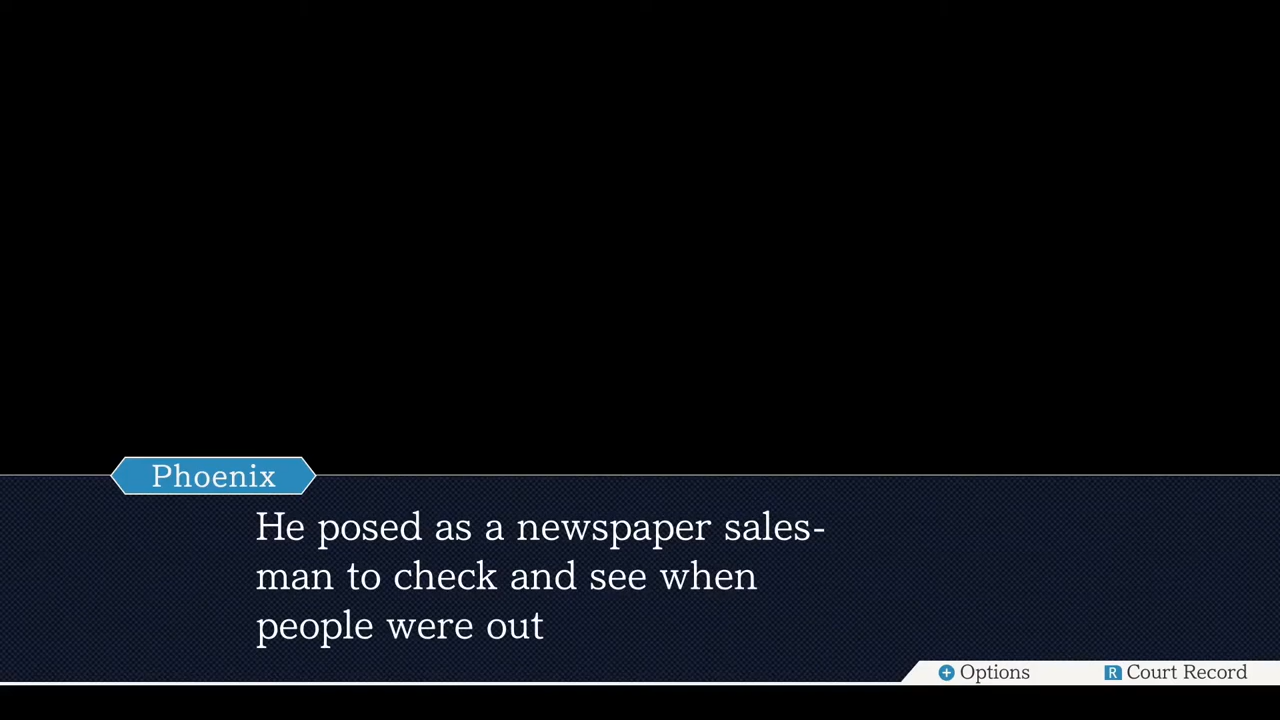 Phoenix
He posed as a newspaper sales-
man to check and see when
people were out
Options
R Court Record